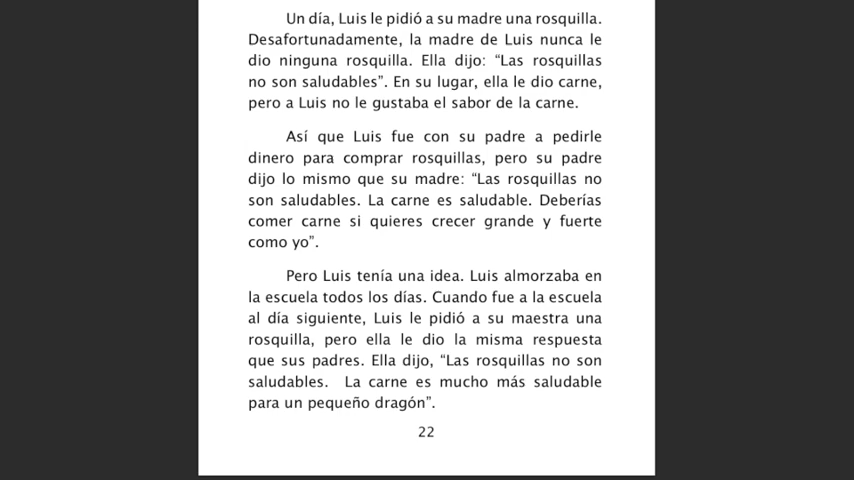 Un día, Luis le pidió a su madre una rosquilla.
Desafortunadamente, la madre de Luis nunca le
dio ninguna rosquilla. Ella dijo: “Las rosquillas
no son saludables”. En su lugar, ella le dio carne,
pero a Luis no le gustaba el sabor de la carne.
Así que Luis fue con su padre a pedirle
dinero para comprar rosquillas, pero su padre
dijo lo mismo que su madre: “Las rosquillas no
son saludables. La carne es saludable. Deberías
comer carne si quieres crecer grande y fuerte
como yo”.
Pero Luis tenía una idea. Luis almorzaba en
la escuela todos los días. Cuando fue a la escuela
al día siguiente, Luis le pidió a su maestra una
rosquilla, pero ella le dio la misma respuesta
que sus padres. Ella dijo, “Las rosquillas no son
saludables.  La carne es mucho más saludable
para un pequeño dragón”.
22